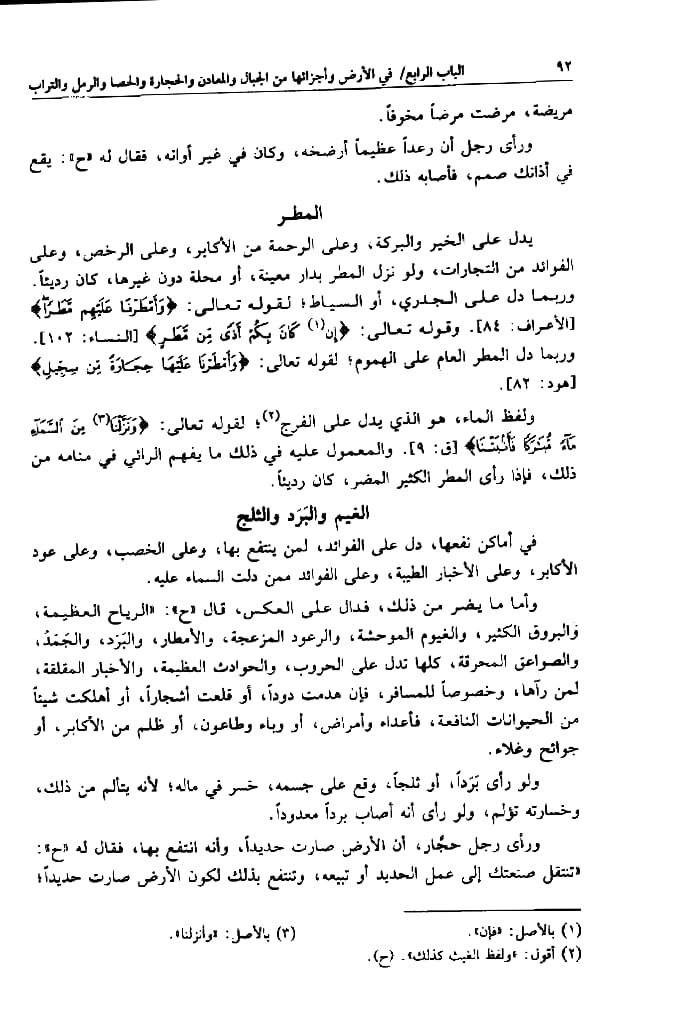 ٩٢ الباب الرابع/ في الأرض وأجزائها من الجبال والمعادن والحجارة والحصا والرمل والتراب
مريضة، مرضت مرضاً مخوفاً.
ورأى رجل أن رعداً عظيماً أرضخه، وكان في غير أوانه، فقال له «ح»: يقع
في أذانك صمم، فأصابه ذلك.
المطر
يدل على الخير والبركة، وعلى الرحمة من الأكابر، وعلى الرخص، وعلى
الفوائد من التجارات، ولو نزل المطر بدار معينة، أو محلة دون غيرها، كان رديئاً.
وربما دل على الجدري، أو السياط؛ لقوله تعالى: ﴿وَأَمْطَرْنَا عَلَيْهِم مَّطَرًا﴾
[الأعراف: ٨٤]. وقوله تعالى: ﴿إن(١) كَانَ بِكُمْ أَذًى مِّن مَّطَرٍ﴾ [النساء: ١٠٢].
وربما دل المطر العام على الهموم؛ لقوله تعالى: ﴿وَأَمْطَرْنَا عَلَيْهَا حِجَارَةً مِّن سِجِّيلٍ﴾
[هود: ٨٢].
ولفظ الماء، هو الذي يدل على الفرج(٢)؛ لقوله تعالى: ﴿وَنَزَّلْنَا(٣) مِنَ السَّمَآءِ
مَآءً مُّبَٰرَكًا فَأَنۢبَتْنَا﴾ [ق: ٩]. والمعمول عليه في ذلك ما يفهم الرائي في منامه من
ذلك، فإذا رأى المطر الكثير المضر، كان رديئاً.
الغيم والبَرَد والثلج
في أماكن نفعها، دل على الفوائد، لمن ينتفع بها، وعلى الخصب، وعلى عود
الأكابر، وعلى الأخبار الطيبة، وعلى الفوائد ممن دلت السماء عليه.
وأما ما يضر من ذلك، فدال على العكس، قال «ح»: «الرياح العظيمة،
والبروق الكثير، والغيوم الموحشة، والرعود المزعجة، والأمطار، والبَرَد، والجَمَدُ،
والصواعق المحرقة، كلها تدل على الحروب، والحوادث العظيمة، والأخبار المقلقة،
لمن رآها، وخصوصاً للمسافر، فإن هدمت دوداً، أو قلعت أشجاراً، أو أهلكت شيئاً
من الحيوانات النافعة، فأعداء وأمراض، أو وباء وطاعون، أو ظلم من الأكابر، أو
جوائح وغلاء.
ولو رأى بَرَداً، أو ثلجاً، وقع على جسمه، خسر في ماله؛ لأنه يتألم من ذلك،
وخسارته تؤلم، ولو رأى أنه أصاب برداً معدوداً.
ورأى رجل حجَّار، أن الأرض صارت حديداً، وأنه انتفع بها، فقال له «ح»:
«تنتقل صنعتك إلى عمل الحديد أو تبيعه، وتنتفع بذلك لكون الأرض صارت حديداً؛
(١) بالأصل: «فإن». (٣) بالأصل: «وأنزلنا».
(٢) أقول: «ولفظ الغيث كذلك». (ح).